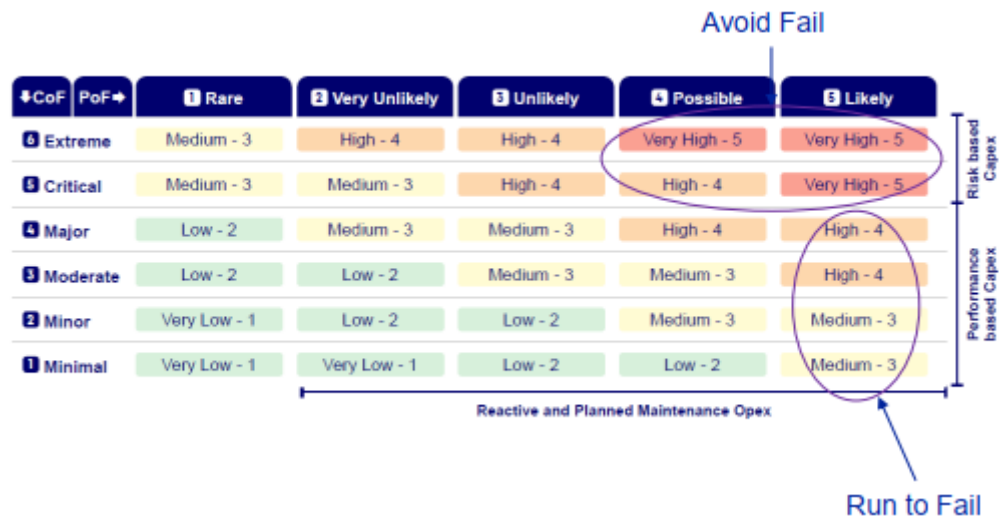 Avoid Fail
⬇CoF PoF➡ 1 Rare 2 Very Unlikely 3 Unlikely 4 Possible 5 Likely
6 Extreme Medium - 3 High - 4 High - 4 Very High - 5 Very High - 5
5 Critical Medium - 3 Medium - 3 High - 4 High - 4 Very High - 5
Risk based
Capex
4 Major Low - 2 Medium - 3 Medium - 3 High - 4 High - 4
3 Moderate Low - 2 Low - 2 Medium - 3 Medium - 3 High - 4
2 Minor Very Low - 1 Low - 2 Low - 2 Medium - 3 Medium - 3
1 Minimal Very Low - 1 Very Low - 1 Low - 2 Low - 2 Medium - 3
Performance
based Capex
Reactive and Planned Maintenance Opex
Run to Fail